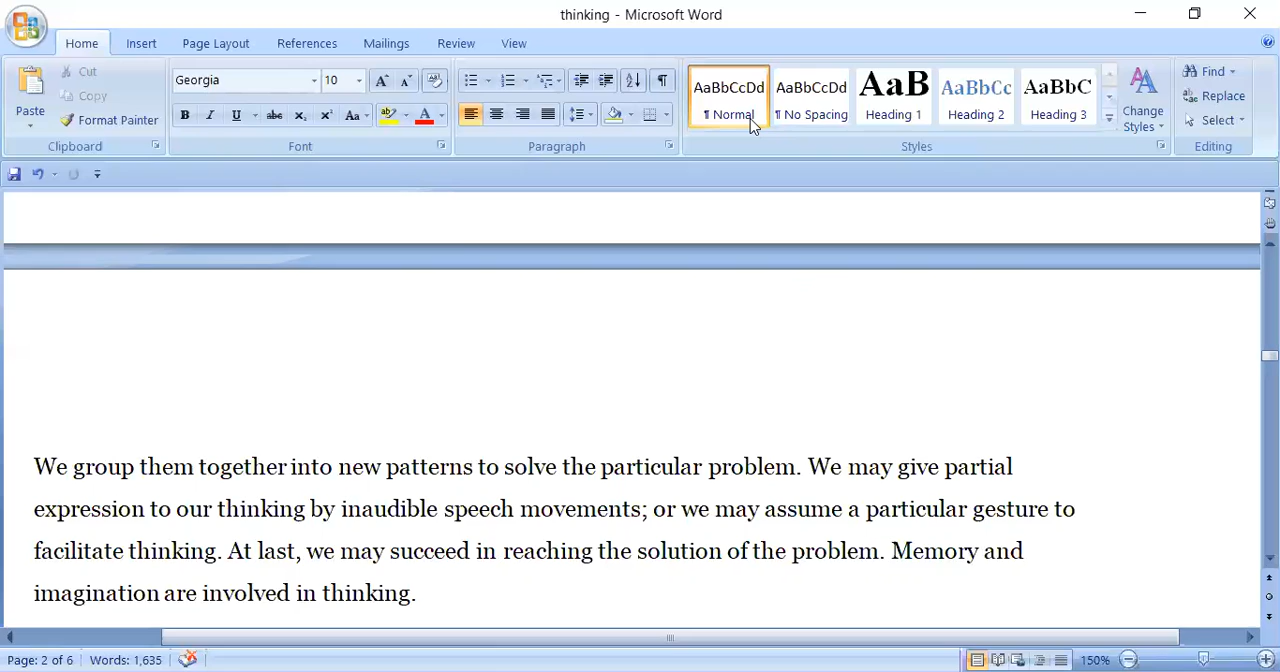 thinking - Microsoft Word
Home Insert Page Layout References Mailings Review View
Paste
Cut
Copy
Format Painter
Clipboard
Georgia 10
B I U abc x₂ x² Aa ab A
Font
Paragraph
AaBbCcDd AaBbCcDd AaB AaBbCc AaBbC
¶ Normal ¶ No Spacing Heading 1 Heading 2 Heading 3
Change
Styles
Styles
Find
Replace
Select
Editing
We group them together into new patterns to solve the particular problem. We may give partial
expression to our thinking by inaudible speech movements; or we may assume a particular gesture to
facilitate thinking. At last, we may succeed in reaching the solution of the problem. Memory and
imagination are involved in thinking.
Page: 2 of 6 Words: 1,635 150%